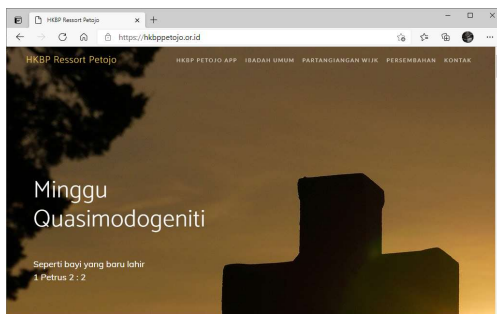 HKBP Ressort Petojo
https://hkbppetojo.or.id
HKBP Ressort Petojo
HKBP PETOJO APP IBADAH UMUM PARTANGIANGAN WIJK PERSEMBAHAN KONTAK
Minggu
Quasimodogeniti
Seperti bayi yang baru lahir
1 Petrus 2 : 2